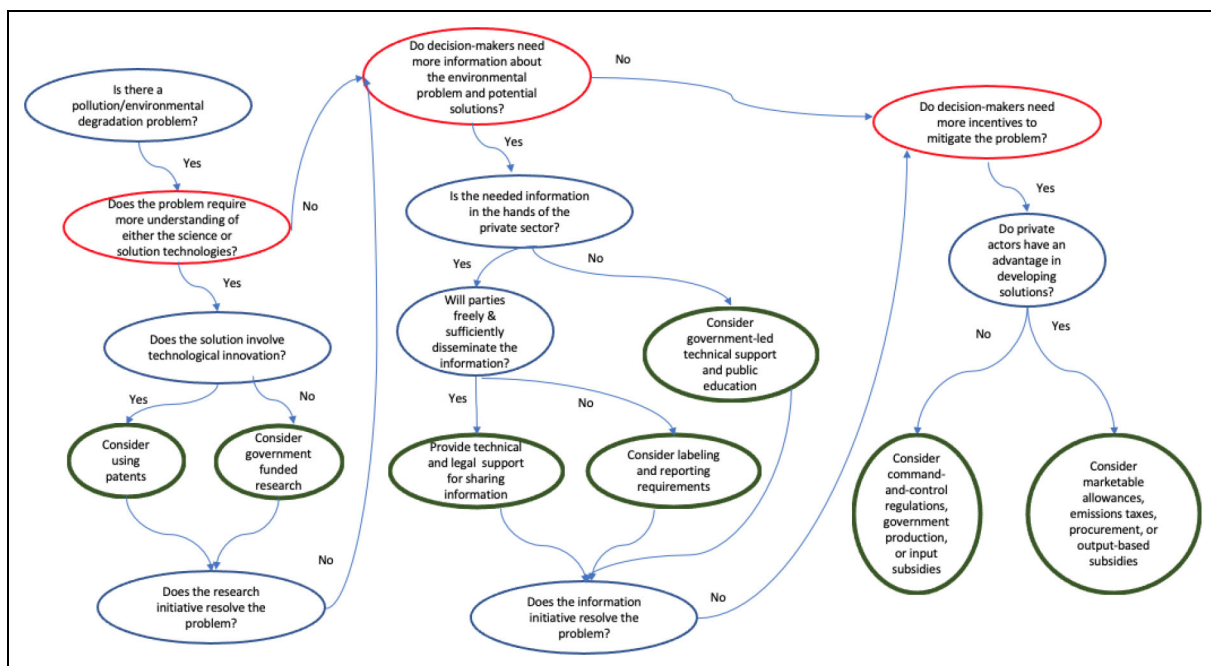 Is there a
pollution/environmental
degradation problem?
Yes
Does the problem require
more understanding of
either the science or
solution technologies?
No
Yes
Does the solution involve
technological innovation?
Yes
No
Consider
using
patents
Consider
government
funded
research
Does the research
initiative resolve the
problem?
No
Do decision-makers need
more information about
the environmental
problem and potential
solutions?
No
Yes
Is the needed information
in the hands of the
private sector?
Yes
No
Will parties
freely &
sufficiently
disseminate the
information?
Consider
government-led
technical support
and public
education
Yes
No
Provide technical
and legal support
for sharing
information
Consider labeling
and reporting
requirements
Does the information
initiative resolve the
problem?
No
Do decision-makers need
more incentives to
mitigate the problem?
Yes
Do private
actors have an
advantage in
developing
solutions?
No
Yes
Consider
command-
and-control
regulations,
government
production,
or input
subsidies
Consider
marketable
allowances,
emissions taxes,
procurement, or
output-based
subsidies